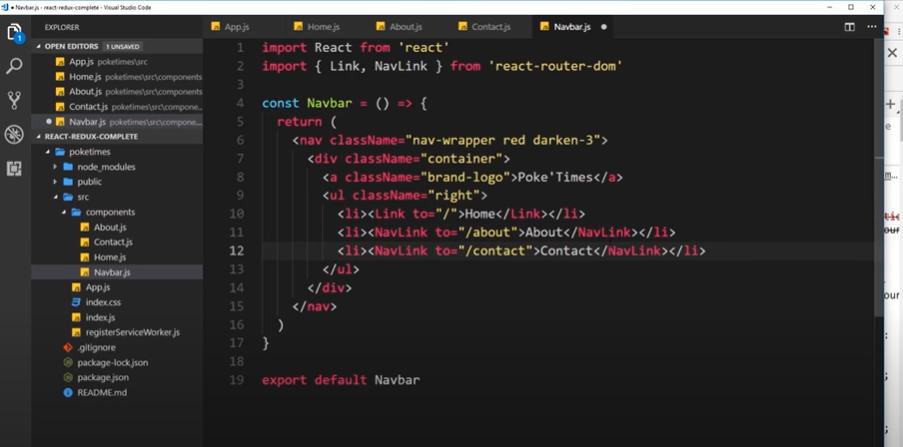 Navbar.js - react-redux-complete - Visual Studio Code
EXPLORER
App.js
Home.js
About.js
Contact.js
Navbar.js
OPEN EDITORS 1 UNSAVED
App.js poketimes\src
Home.js poketimes\src\components
About.js poketimes\src\components
Contact.js poketimes\src\compone...
Navbar.js poketimes\src\compone...
REACT-REDUX-COMPLETE
poketimes
node_modules
public
src
components
About.js
Contact.js
Home.js
Navbar.js
App.js
index.css
index.js
registerServiceWorker.js
.gitignore
package-lock.json
package.json
README.md
1
1 import React from 'react'
2 import { Link, NavLink } from 'react-router-dom'
3
4 const Navbar = () => {
5 return (
6 <nav className="nav-wrapper red darken-3">
7 <div className="container">
8 <a className="brand-logo">Poke'Times</a>
9 <ul className="right">
10 <li><Link to="/">Home</Link></li>
11 <li><NavLink to="/about">About</NavLink></li>
12 <li><NavLink to="/contact">Contact</NavLink></li>
13 </ul>
14 </div>
15 </nav>
16 )
17 }
18
19 export default Navbar